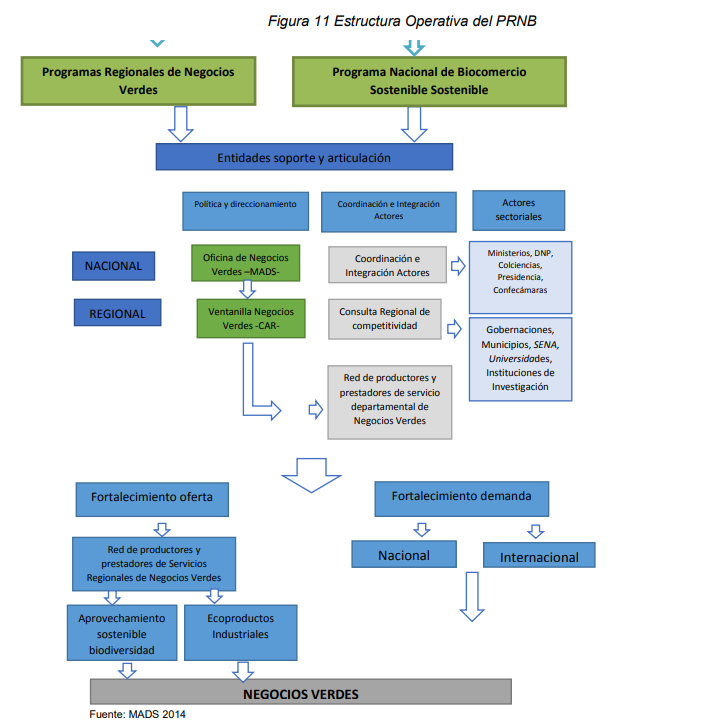 Figura 11 Estructura Operativa del PRNB
Programas Regionales de Negocios
Verdes
Programa Nacional de Biocomercio
Sostenible Sostenible
Entidades soporte y articulación
Política y direccionamiento
Coordinación e Integración
Actores
Actores
sectoriales
NACIONAL
Oficina de Negocios
Verdes –MADS-
Coordinación e
Integración Actores
Ministerios, DNP,
Colciencias,
Presidencia,
Confecámaras
REGIONAL
Ventanilla Negocios
Verdes -CAR-
Consulta Regional de
competitividad
Gobernaciones,
Municipios, SENA,
Universidades,
Instituciones de
Investigación
Red de productores y
prestadores de servicio
departamental de
Negocios Verdes
Fortalecimiento oferta
Fortalecimiento demanda
Red de productores y
prestadores de Servicios
Regionales de Negocios Verdes
Nacional
Internacional
Aprovechamiento
sostenible
biodiversidad
Ecoproductos
Industriales
NEGOCIOS VERDES
Fuente: MADS 2014